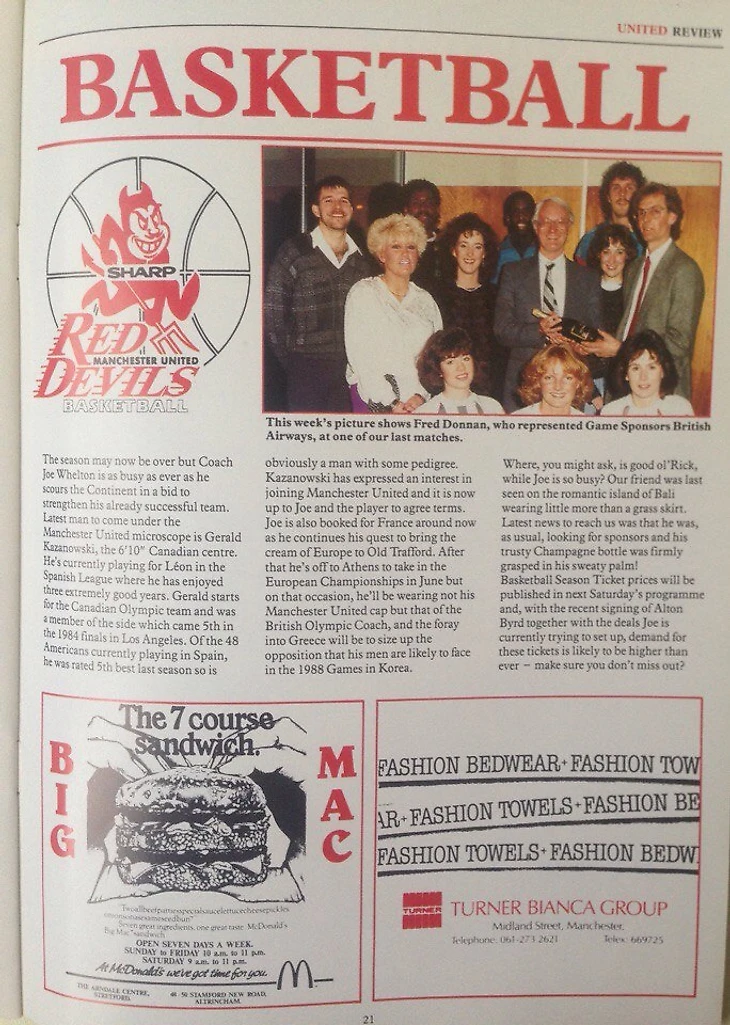 UNITED REVIEW
BASKETBALL
SHARP
RED
MANCHESTER UNITED
DEVILS
BASKETBALL
This week's picture shows Fred Donnan, who represented Game Sponsors British
Airways, at one of our last matches.
The season may now be over but Coach
Joe Whelton is as busy as ever as he
scours the Continent in a bid to
strengthen his already successful team.
Latest man to come under the
Manchester United microscope is Gerald
Kazanowski, the 6'10" Canadian centre.
He's currently playing for Léon in the
Spanish League where he has enjoyed
three extremely good years. Gerald starts
for the Canadian Olympic team and was
a member of the side which came 5th in
the 1984 finals in Los Angeles. Of the 48
Americans currently playing in Spain,
he was rated 5th best last season so is
obviously a man with some pedigree.
Kazanowski has expressed an interest in
joining Manchester United and it is now
up to Joe and the player to agree terms.
Joe is also booked for France around now
as he continues his quest to bring the
cream of Europe to Old Trafford. After
that he's off to Athens to take in the
European Championships in June but
on that occasion, he'll be wearing not his
Manchester United cap but that of the
British Olympic Coach, and the foray
into Greece will be to size up the
opposition that his men are likely to face
in the 1988 Games in Korea.
Where, you might ask, is good ol'Rick,
while Joe is so busy? Our friend was last
seen on the romantic island of Bali
wearing little more than a grass skirt.
Latest news to reach us was that he was,
as usual, looking for sponsors and his
trusty Champagne bottle was firmly
grasped in his sweaty palm!
Basketball Season Ticket prices will be
published in next Saturday's programme
and, with the recent signing of Alton
Byrd together with the deals Joe is
currently trying to set up, demand for
these tickets is likely to be higher than
ever – make sure you don't miss out?
The 7 course
sandwich.
BIG
MAC
"Twoallbeefpattiesspecialsaucelettucecheesepickles
onionsonasesameseedbun"
Seven great ingredients, one great taste. McDonald's
Big Mac sandwich
OPEN SEVEN DAYS A WEEK.
SUNDAY to FRIDAY 10 a.m. to 11 p.m.
SATURDAY 9 a.m. to 11 p.m.
At McDonald's we've got time for you.
THE ARNDALE CENTRE,
STRETFORD.
48-50 STAMFORD NEW ROAD,
ALTRINCHAM.
FASHION BEDWEAR+FASHION TOW
AR+FASHION TOWELS+FASHION BE
FASHION TOWELS+FASHION BEDW
TURNER
TURNER BIANCA GROUP
Midland Street, Manchester.
Telephone: 061-273 2621 Telex: 669725
21